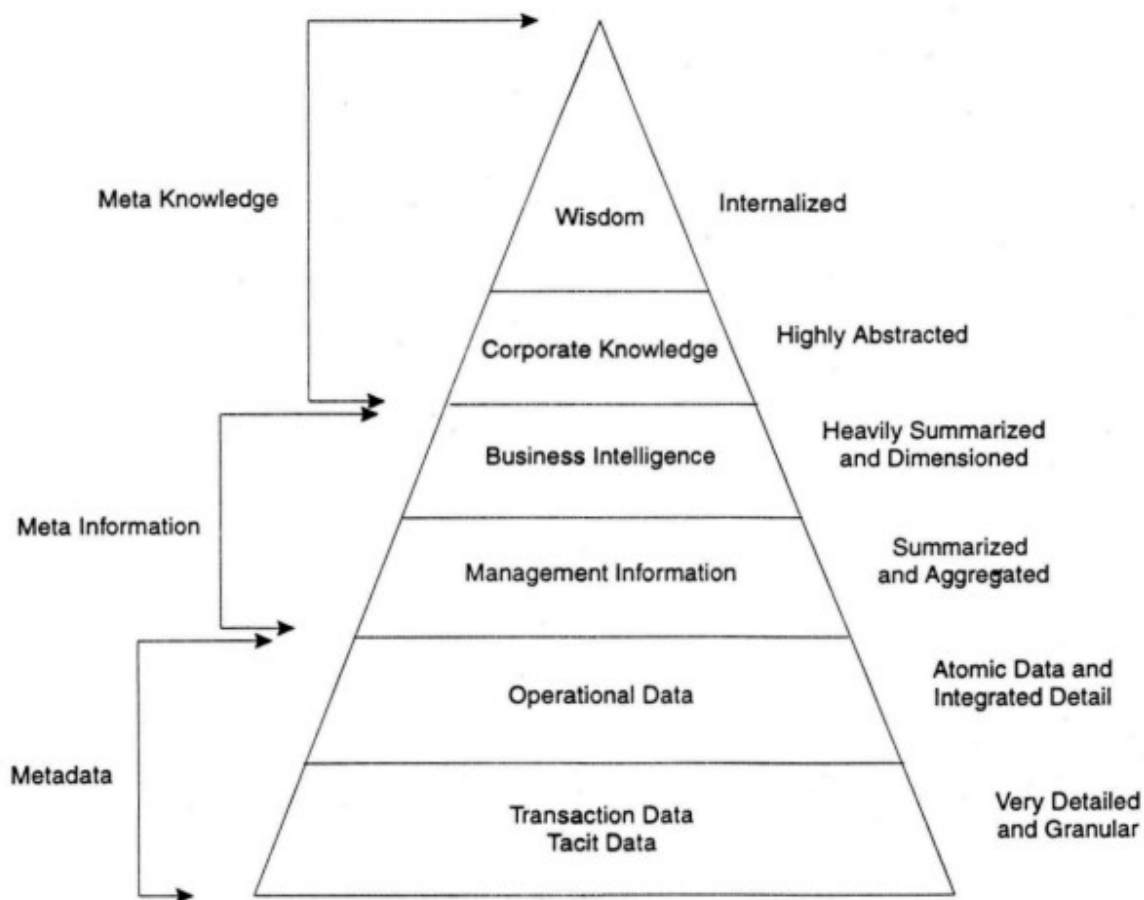 Meta Knowledge
Wisdom
Internalized
Corporate Knowledge
Highly Abstracted
Business Intelligence
Heavily Summarized
and Dimensioned
Meta Information
Management Information
Summarized
and Aggregated
Operational Data
Atomic Data and
Integrated Detail
Metadata
Transaction Data
Tacit Data
Very Detailed
and Granular